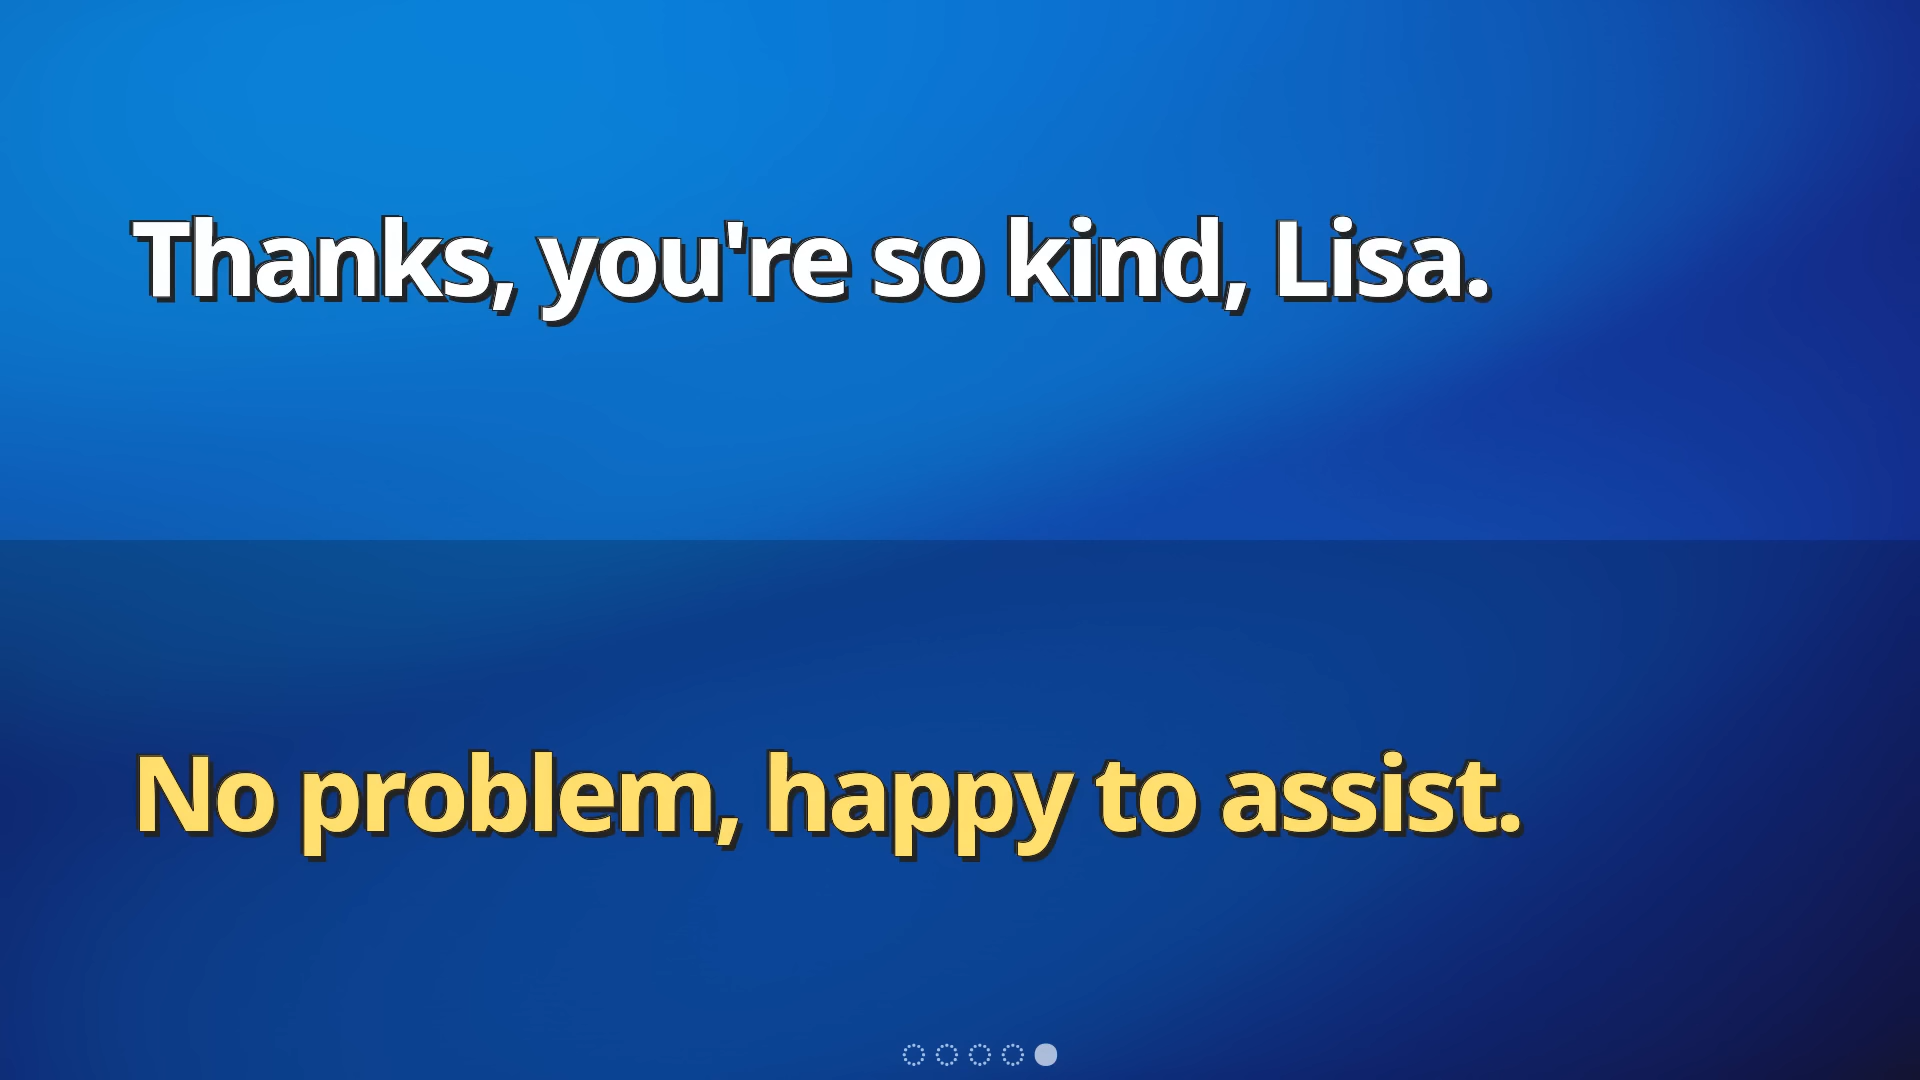 Thanks, you're so kind, Lisa.
No problem, happy to assist.